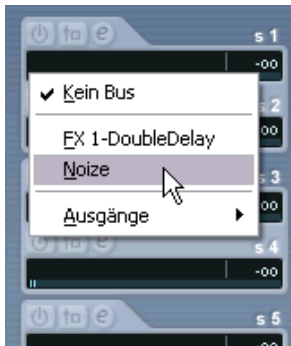 e s 1
-oo
✔ Kein Bus
s 2
oo
FX 1-DoubleDelay
Noize
s 3
oo
Ausgänge
e s 4
-oo
e s 5